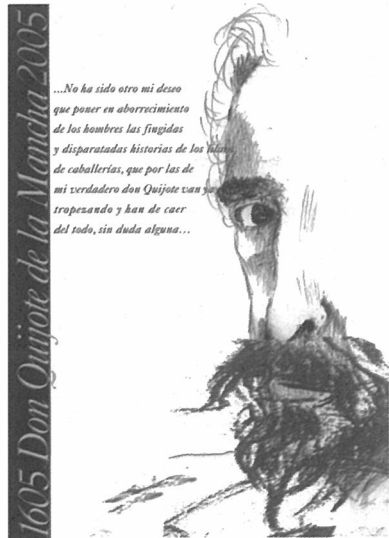 1605 Don Quijote de la Mancha 2005
...No ha sido otro mi deseo
que poner en aborrecimiento
de los hombres las fingidas
y disparatadas historias de los libros
de caballerías, que por las de
mi verdadero don Quijote van ya
tropezando y han de caer
del todo, sin duda alguna...